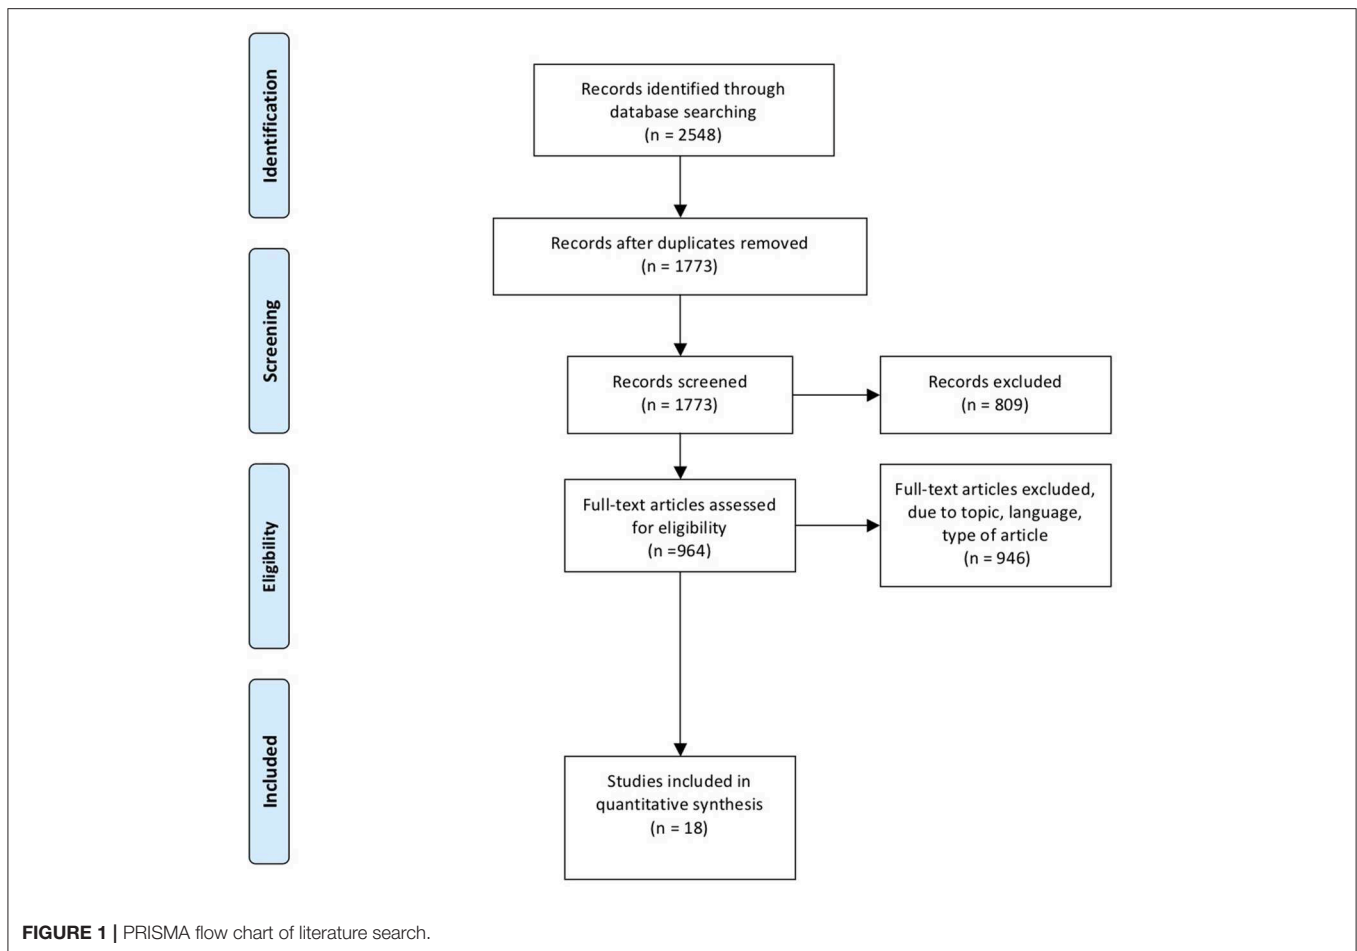 Identification
Records identified through
database searching
(n = 2548)
Records after duplicates removed
(n = 1773)
Screening
Records screened
(n = 1773)
Records excluded
(n = 809)
Eligibility
Full-text articles assessed
for eligibility
(n =964)
Full-text articles excluded,
due to topic, language,
type of article
(n = 946)
Included
Studies included in
quantitative synthesis
(n = 18)
FIGURE 1 | PRISMA flow chart of literature search.